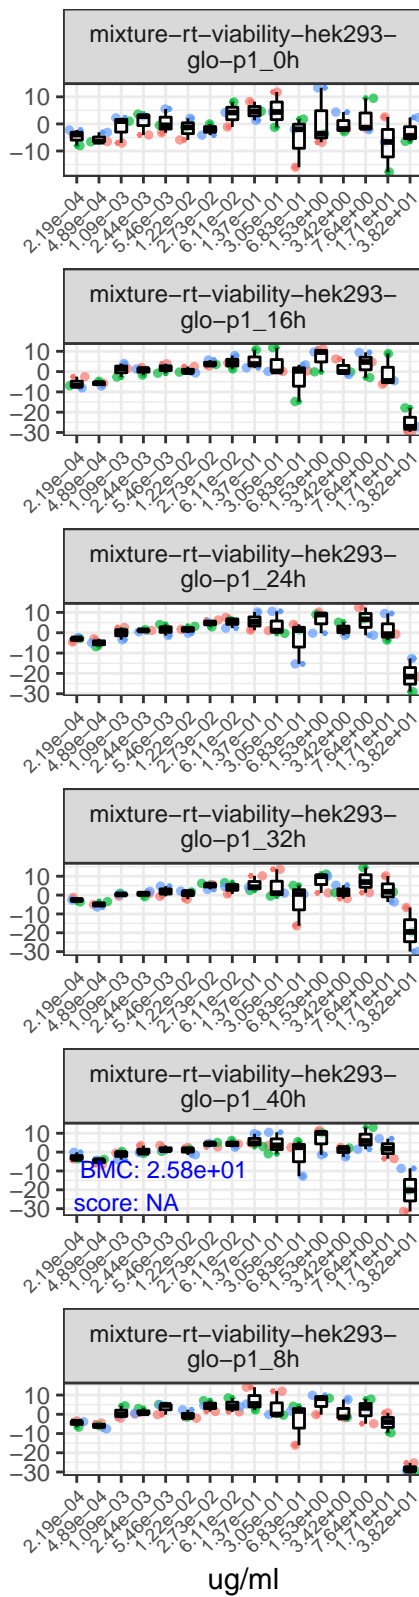 mixture−rt−viability−hek293−
glo−p1_0h
10
0
−10
2.19e−04
4.89e−04
1.09e−03
2.44e−03
5.46e−03
1.22e−02
2.73e−02
6.11e−02
1.37e−01
3.05e−01
6.83e−01
1.53e+00
3.42e+00
7.64e+00
1.71e+01
3.82e+01
mixture−rt−viability−hek293−
glo−p1_16h
10
0
−10
−20
−30
2.19e−04
4.89e−04
1.09e−03
2.44e−03
5.46e−03
1.22e−02
2.73e−02
6.11e−02
1.37e−01
3.05e−01
6.83e−01
1.53e+00
3.42e+00
7.64e+00
1.71e+01
3.82e+01
mixture−rt−viability−hek293−
glo−p1_24h
10
0
−10
−20
−30
2.19e−04
4.89e−04
1.09e−03
2.44e−03
5.46e−03
1.22e−02
2.73e−02
6.11e−02
1.37e−01
3.05e−01
6.83e−01
1.53e+00
3.42e+00
7.64e+00
1.71e+01
3.82e+01
mixture−rt−viability−hek293−
glo−p1_32h
10
0
−10
−20
−30
2.19e−04
4.89e−04
1.09e−03
2.44e−03
5.46e−03
1.22e−02
2.73e−02
6.11e−02
1.37e−01
3.05e−01
6.83e−01
1.53e+00
3.42e+00
7.64e+00
1.71e+01
3.82e+01
mixture−rt−viability−hek293−
glo−p1_40h
10
0
−10
−20
−30
BMC: 2.58e+01
score: NA
2.19e−04
4.89e−04
1.09e−03
2.44e−03
5.46e−03
1.22e−02
2.73e−02
6.11e−02
1.37e−01
3.05e−01
6.83e−01
1.53e+00
3.42e+00
7.64e+00
1.71e+01
3.82e+01
mixture−rt−viability−hek293−
glo−p1_8h
10
0
−10
−20
−30
2.19e−04
4.89e−04
1.09e−03
2.44e−03
5.46e−03
1.22e−02
2.73e−02
6.11e−02
1.37e−01
3.05e−01
6.83e−01
1.53e+00
3.42e+00
7.64e+00
1.71e+01
3.82e+01
ug/ml